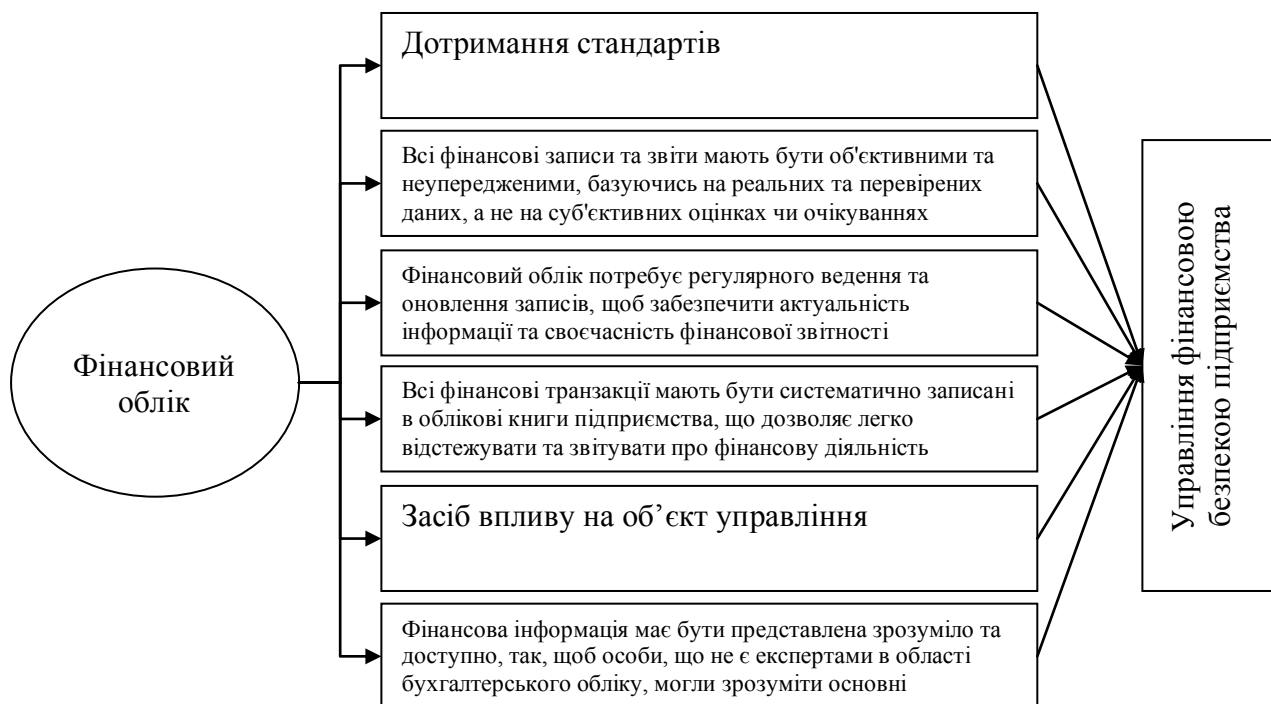 Дотримання стандартів
Всі фінансові записи та звіти мають бути об'єктивними та
неупередженими, базуючись на реальних та перевірених
даних, а не на суб'єктивних оцінках чи очікуваннях
Фінансовий облік потребує регулярного ведення та
оновлення записів, щоб забезпечити актуальність
інформації та своєчасність фінансової звітності
Фінансовий
облік
Всі фінансові транзакції мають бути систематично записані
в облікові книги підприємства, що дозволяє легко
відстежувати та звітувати про фінансову діяльність
Засіб впливу на об’єкт управління
Фінансова інформація має бути представлена зрозуміло та
доступно, так, щоб особи, що не є експертами в області
бухгалтерського обліку, могли зрозуміти основні
Управління фінансовою
безпекою підприємства